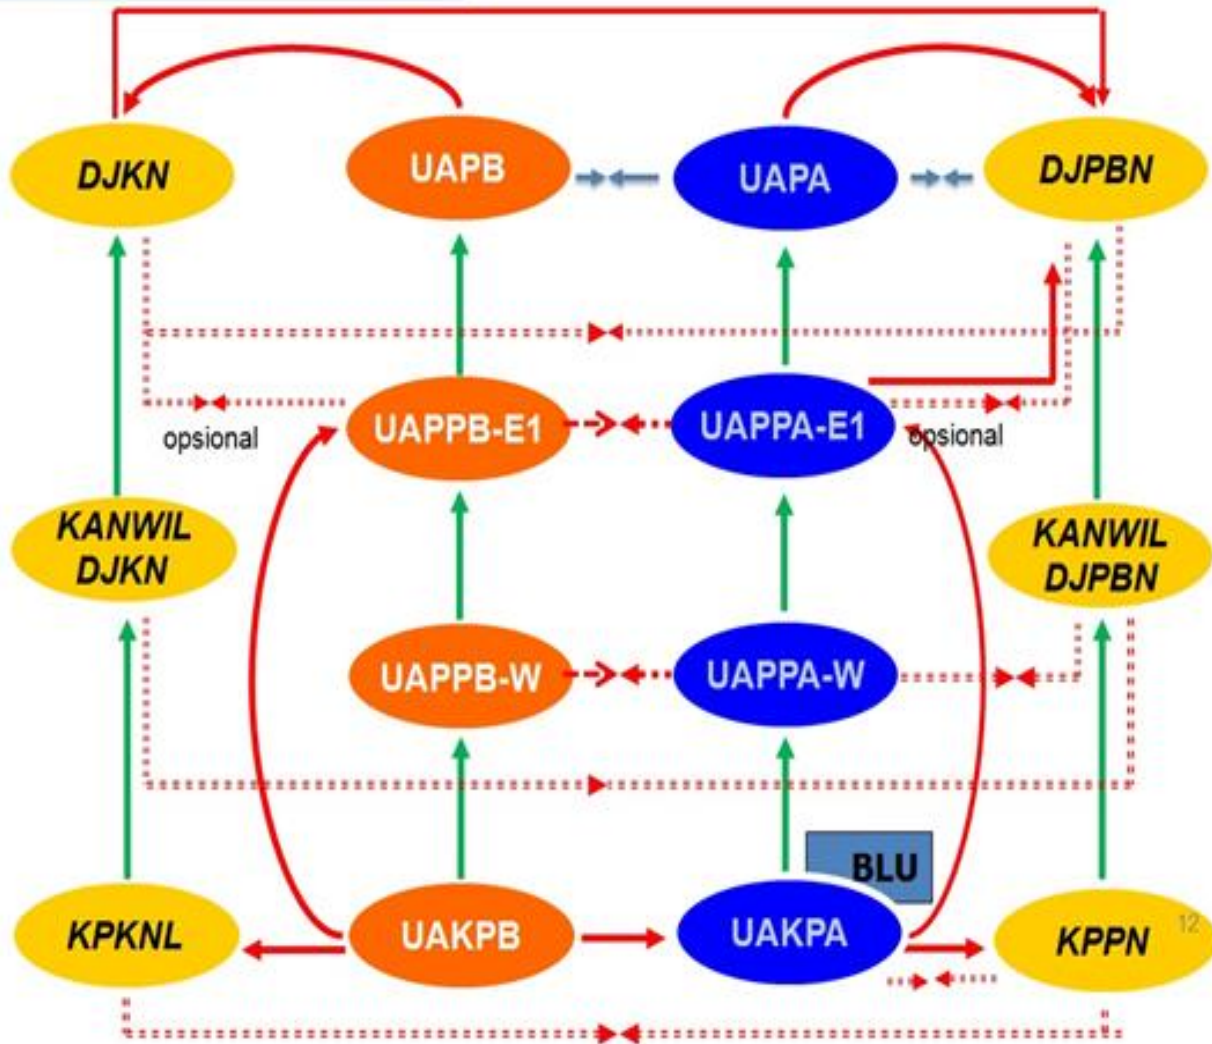 DJKN
UAPB
UAPA
DJPBN
UAPPB-E1
UAPPA-E1
opsional
opsional
KANWIL
DJKN
KANWIL
DJPBN
UAPPB-W
UAPPA-W
BLU
KPKNL
UAKPB
UAKPA
KPPN
12